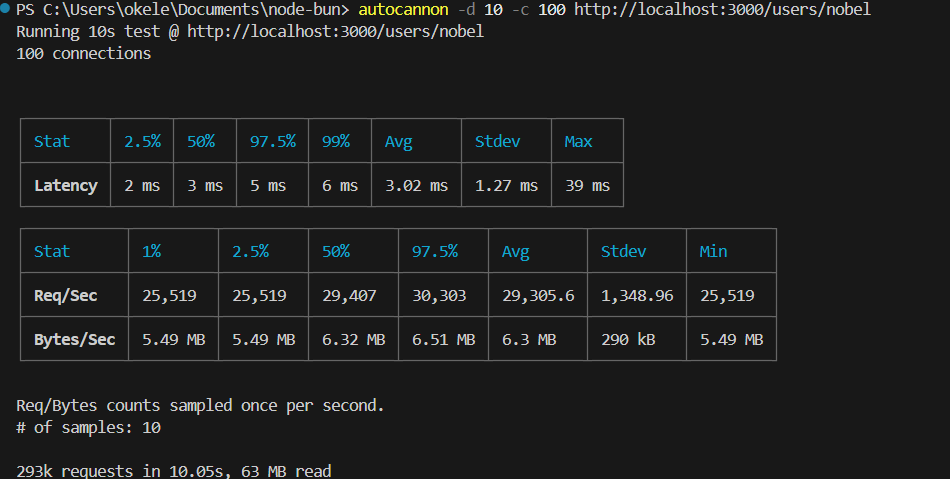 PS C:\Users\okele\Documents\node-bun> autocannon -d 10 -c 100 http://localhost:3000/users/nobel
Running 10s test @ http://localhost:3000/users/nobel
100 connections
Stat 2.5% 50% 97.5% 99% Avg Stdev Max
Latency 2 ms 3 ms 5 ms 6 ms 3.02 ms 1.27 ms 39 ms
Stat 1% 2.5% 50% 97.5% Avg Stdev Min
Req/Sec 25,519 25,519 29,407 30,303 29,305.6 1,348.96 25,519
Bytes/Sec 5.49 MB 5.49 MB 6.32 MB 6.51 MB 6.3 MB 290 kB 5.49 MB
Req/Bytes counts sampled once per second.
# of samples: 10
293k requests in 10.05s, 63 MB read